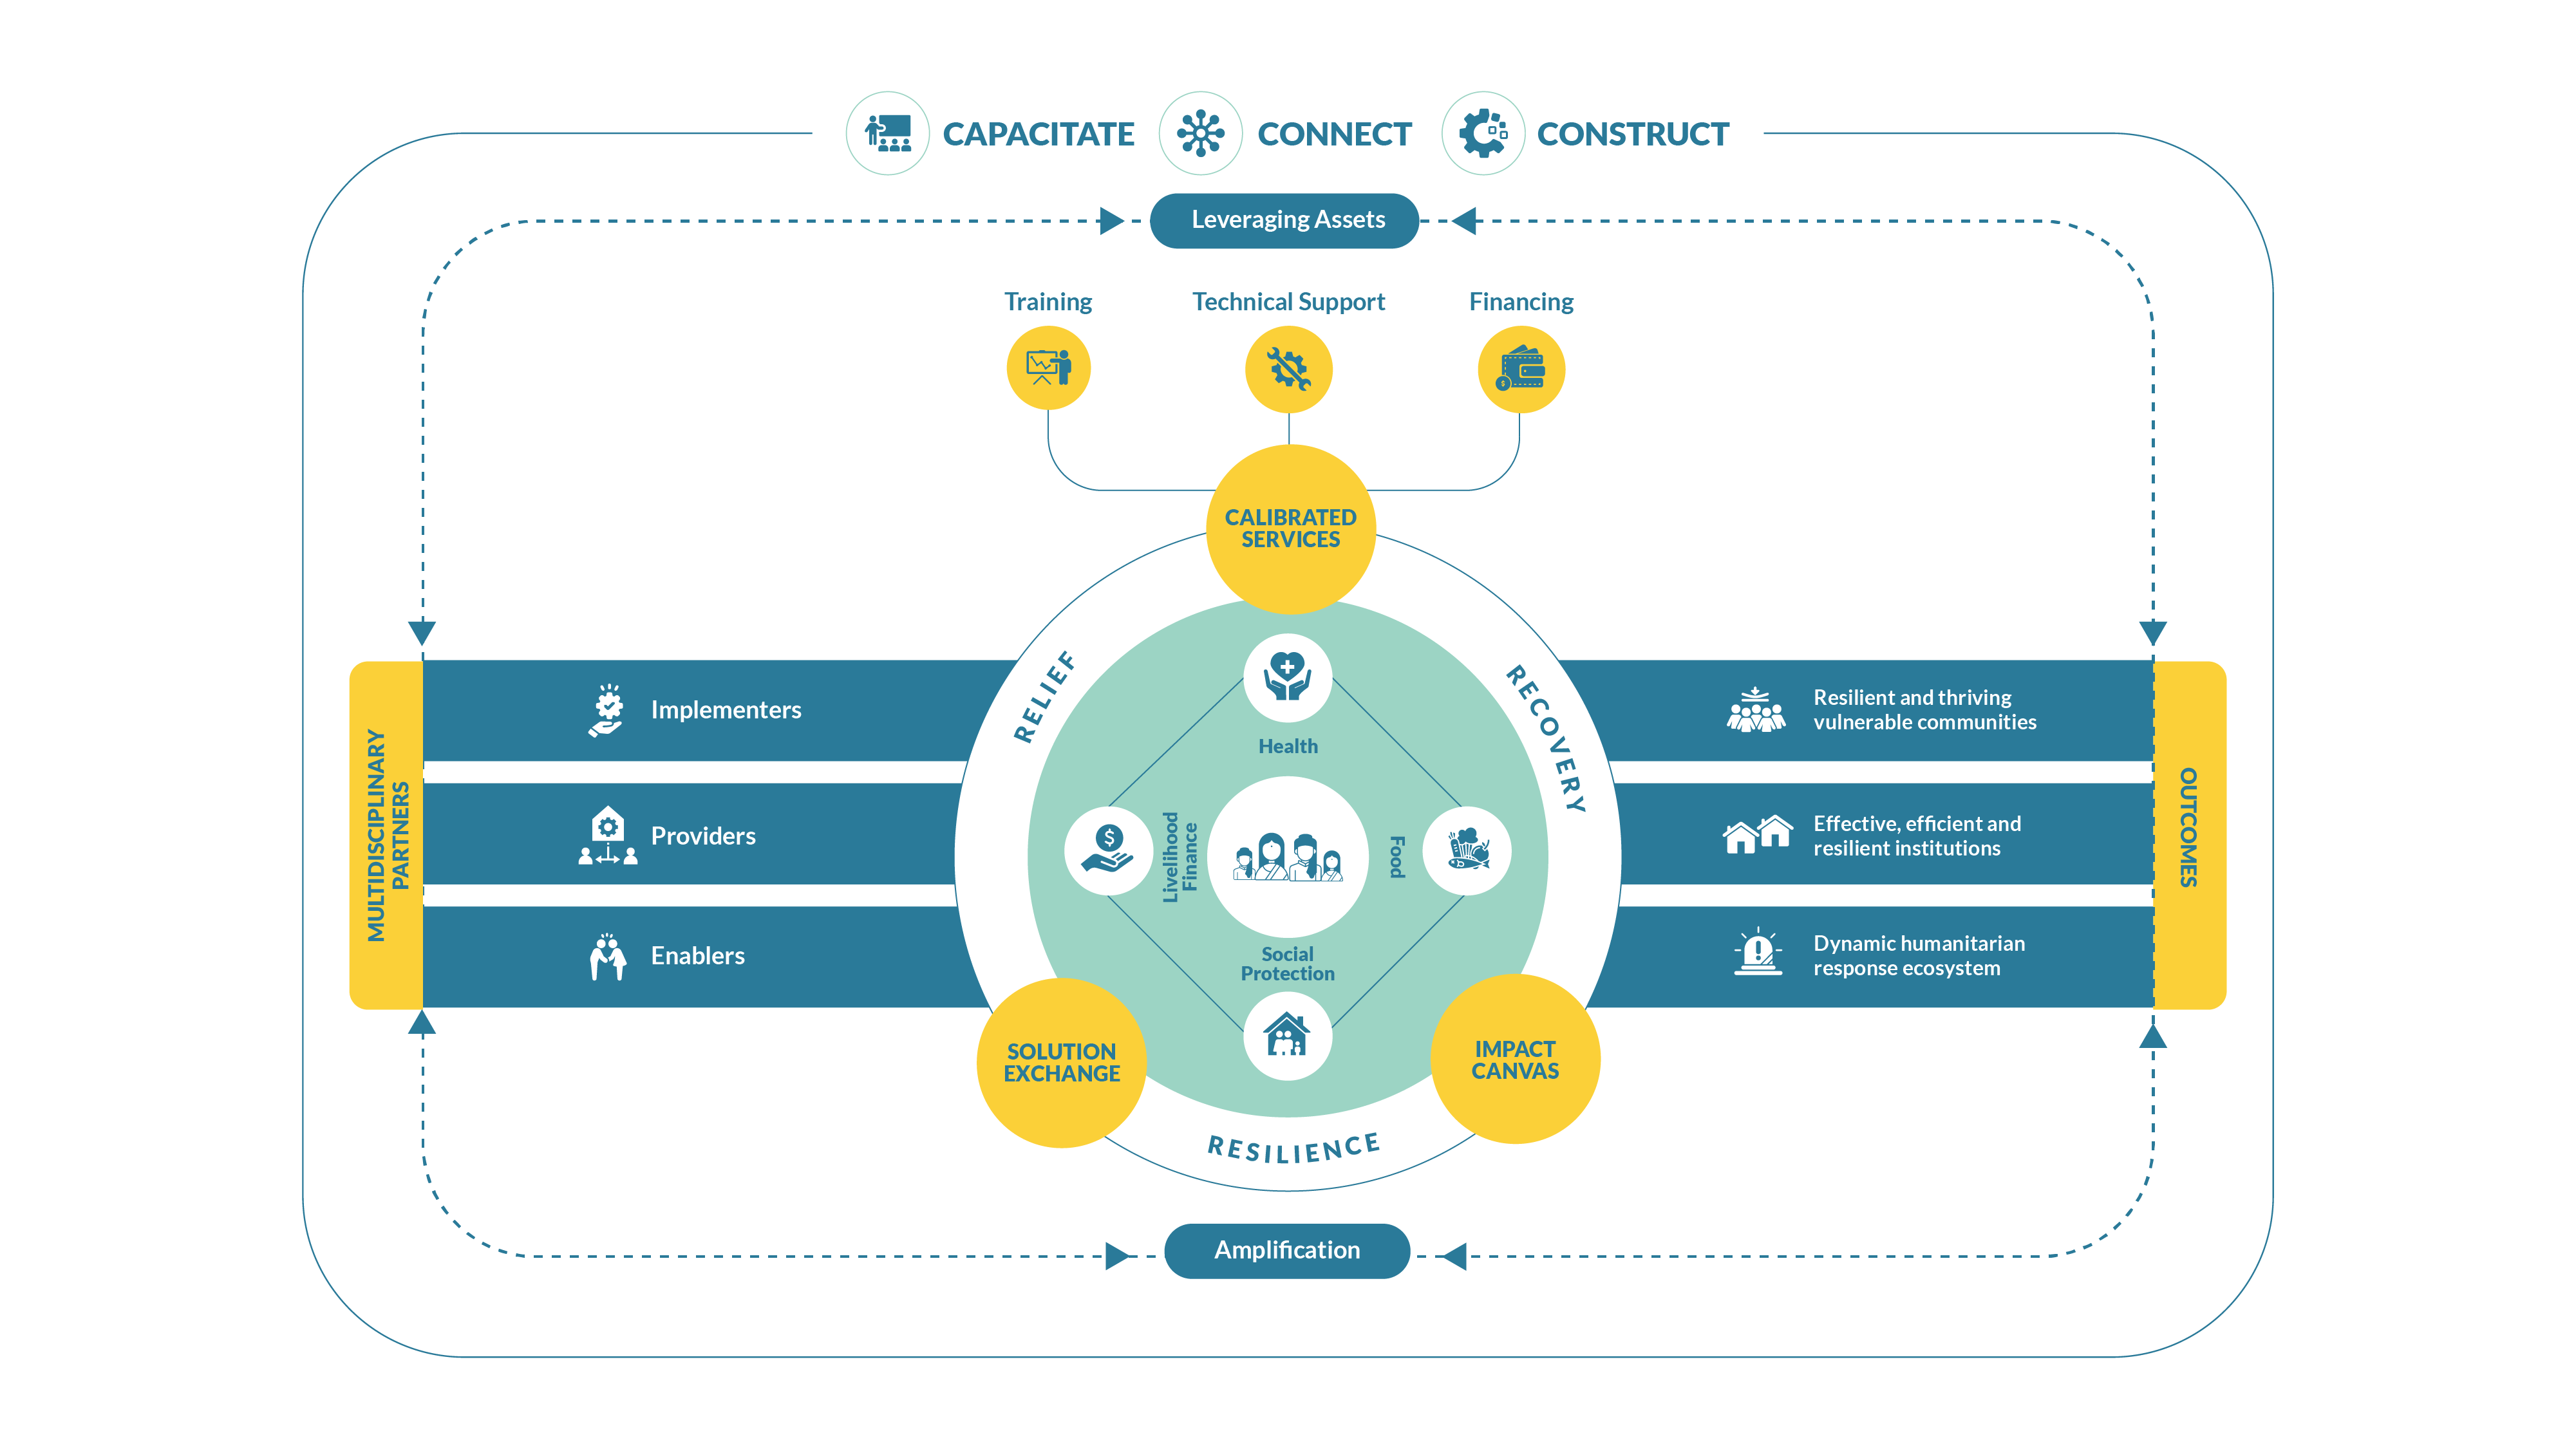 CAPACITATE
CONNECT
CONSTRUCT
Leveraging Assets
Training
Technical Support
Financing
CALIBRATED
SERVICES
RELIEF
RECOVERY
RESILIENCE
MULTIDISCIPLINARY
PARTNERS
Implementers
Providers
Enablers
Health
Livelihood
Finance
Food
Social
Protection
SOLUTION
EXCHANGE
IMPACT
CANVAS
Resilient and thriving
vulnerable communities
Effective, efficient and
resilient institutions
Dynamic humanitarian
response ecosystem
OUTCOMES
Amplification